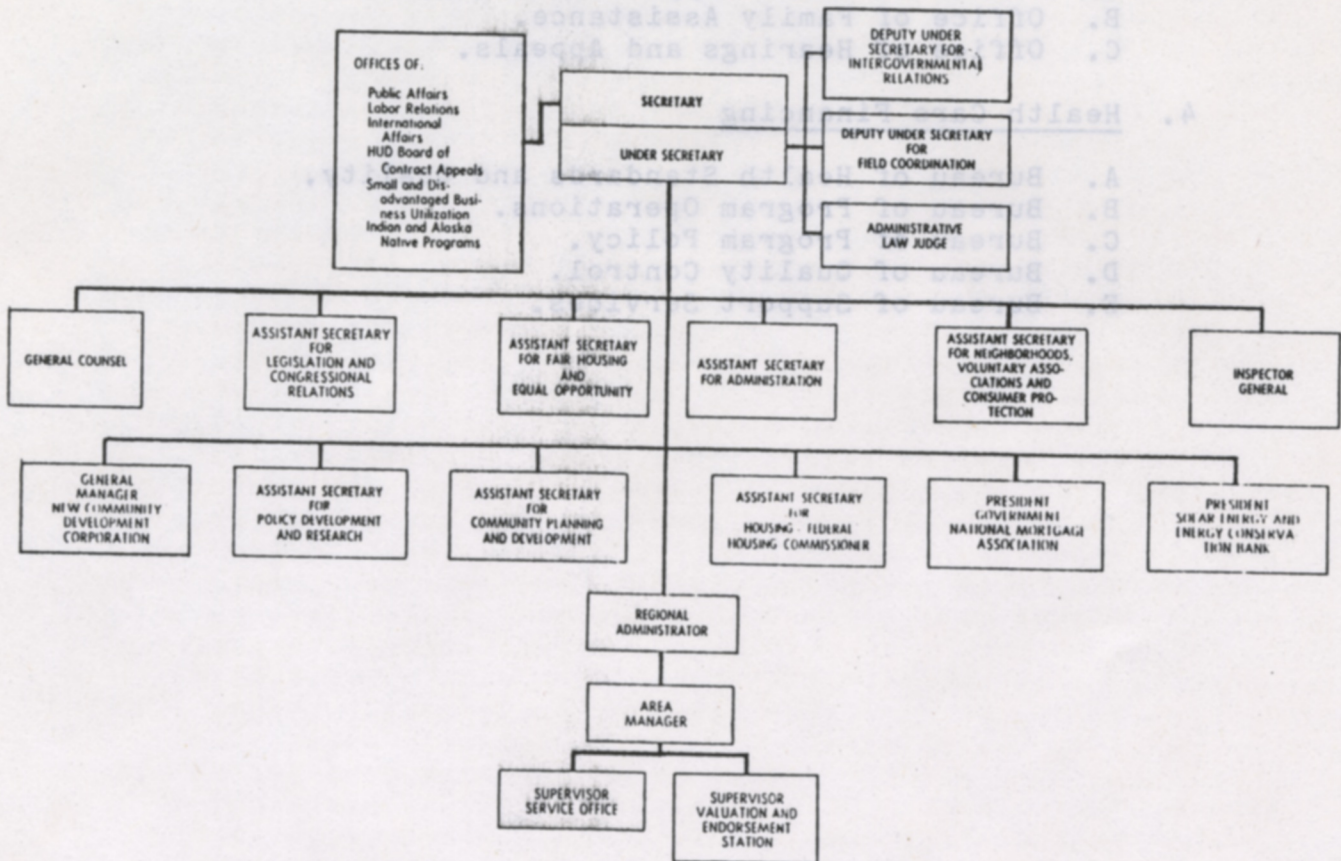 B. Office of Family Assistance.
C. Office of Hearings and Appeals.
4. Health Care Financing
A. Bureau of Health Standards and Quality.
B. Bureau of Program Operations.
C. Bureau of Program Policy.
D. Bureau of Quality Control.
E. Bureau of Support Services.
OFFICES OF:
Public Affairs
Labor Relations
International
Affairs
HUD Board of
Contract Appeals
Small and Dis-
advantaged Busi-
ness Utilization
Indian and Alaska
Native Programs
SECRETARY
UNDER SECRETARY
DEPUTY UNDER
SECRETARY FOR
INTERGOVERNMENTAL
RELATIONS
DEPUTY UNDER SECRETARY
FOR
FIELD COORDINATION
ADMINISTRATIVE
LAW JUDGE
GENERAL COUNSEL
ASSISTANT SECRETARY
FOR
LEGISLATION AND
CONGRESSIONAL
RELATIONS
ASSISTANT SECRETARY
FOR FAIR HOUSING
AND
EQUAL OPPORTUNITY
ASSISTANT SECRETARY
FOR ADMINISTRATION
ASSISTANT SECRETARY
FOR NEIGHBORHOODS,
VOLUNTARY ASSO-
CIATIONS AND
CONSUMER PRO-
TECTION
INSPECTOR
GENERAL
GENERAL
MANAGER
NEW COMMUNITY
DEVELOPMENT
CORPORATION
ASSISTANT SECRETARY
FOR
POLICY DEVELOPMENT
AND RESEARCH
ASSISTANT SECRETARY
FOR
COMMUNITY PLANNING
AND DEVELOPMENT
ASSISTANT SECRETARY
FOR
HOUSING - FEDERAL
HOUSING COMMISSIONER
PRESIDENT
GOVERNMENT
NATIONAL MORTGAGE
ASSOCIATION
PRESIDENT
SOLAR ENERGY AND
ENERGY CONSERVA-
TION BANK
REGIONAL
ADMINISTRATOR
AREA
MANAGER
SUPERVISOR
SERVICE OFFICE
SUPERVISOR
VALUATION AND
ENDORSEMENT
STATION